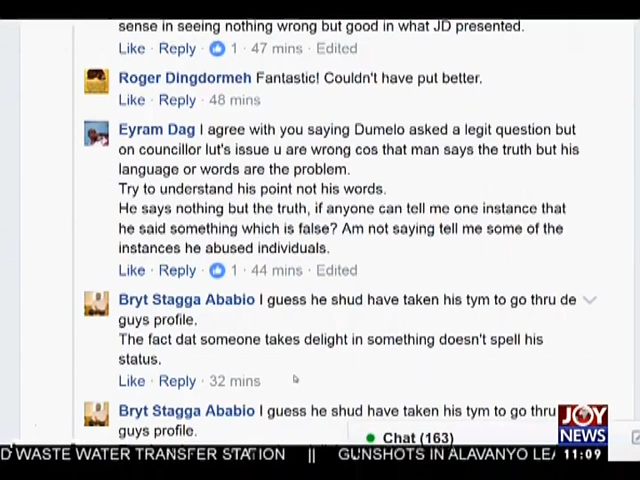 sense in seeing nothing wrong but good in what JD presented.
Like · Reply · 1 · 47 mins · Edited
Roger Dingdormeh Fantastic! Couldn't have put better.
Like · Reply · 48 mins
Eyram Dag I agree with you saying Dumelo asked a legit question but
on councillor lut's issue u are wrong cos that man says the truth but his
language or words are the problem.
Try to understand his point not his words.
He says nothing but the truth, if anyone can tell me one instance that
he said something which is false? Am not saying tell me some of the
instances he abused individuals.
Like · Reply · 1 · 44 mins · Edited
Bryt Stagga Ababio I guess he shud have taken his tym to go thru de
guys profile.
The fact dat someone takes delight in something doesn't spell his
status.
Like · Reply · 32 mins
Bryt Stagga Ababio I guess he shud have taken his tym to go thru
guys profile.
Chat (163)
JOY
NEWS
D WASTE WATER TRANSFER STATION || GUNSHOTS IN ALAVANYO LE
11:09